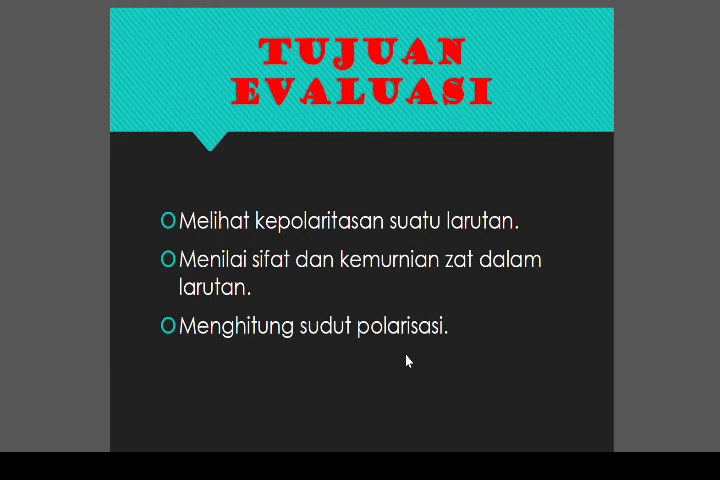 TUJUAN
EVALUASI
Melihat kepolaritasan suatu larutan.
Menilai sifat dan kemurnian zat dalam
larutan.
Menghitung sudut polarisasi.